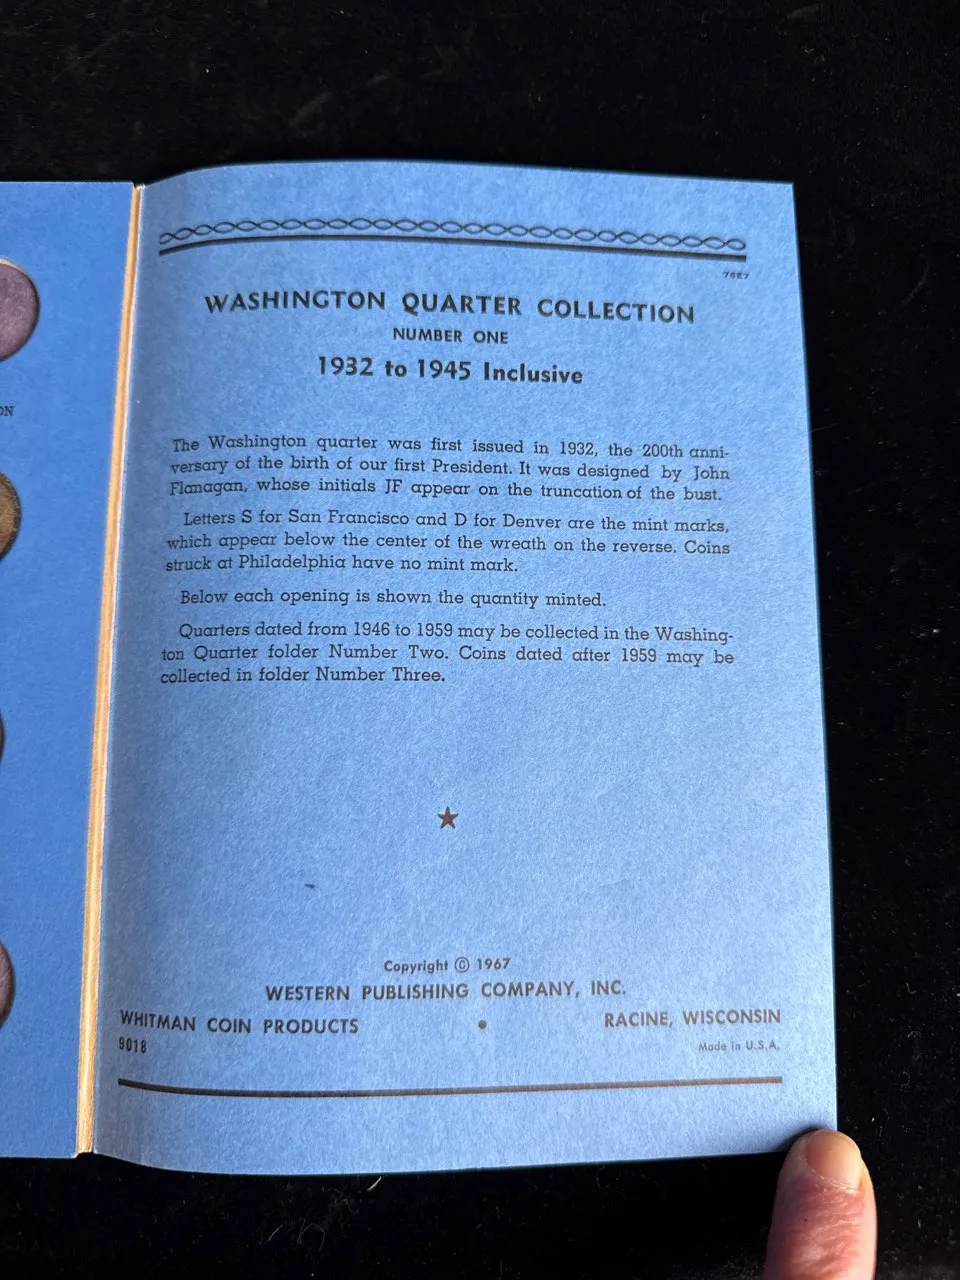 ON
78R7
WASHINGTON QUARTER COLLECTION
NUMBER ONE
1932 to 1945 Inclusive
The Washington quarter was first issued in 1932, the 200th anni-
versary of the birth of our first President. It was designed by John
Flanagan, whose initials JF appear on the truncation of the bust.
Letters S for San Francisco and D for Denver are the mint marks,
which appear below the center of the wreath on the reverse. Coins
struck at Philadelphia have no mint mark.
Below each opening is shown the quantity minted.
Quarters dated from 1946 to 1959 may be collected in the Washing-
ton Quarter folder Number Two. Coins dated after 1959 may be
collected in folder Number Three.
Copyright © 1967
WESTERN PUBLISHING COMPANY, INC.
WHITMAN COIN PRODUCTS • RACINE, WISCONSIN
9018 Made in U.S.A.